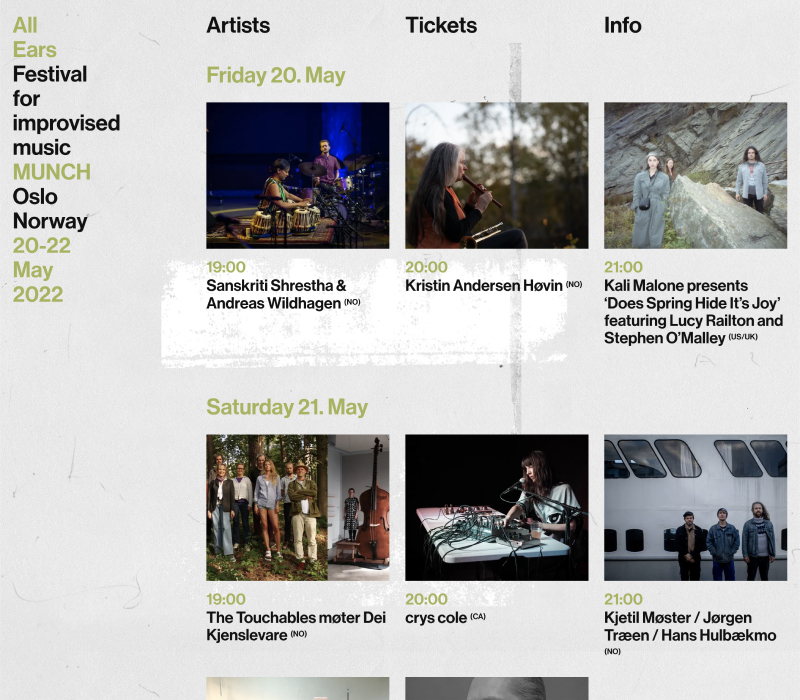 All
Ears
Festival
for
improvised
music
MUNCH
Oslo
Norway
20-22
May
2022
Artists
Tickets
Info
Friday 20. May
19:00
Sanskriti Shrestha &
Andreas Wildhagen (NO)
20:00
Kristin Andersen Høvin (NO)
21:00
Kali Malone presents
‘Does Spring Hide It’s Joy’
featuring Lucy Railton and
Stephen O’Malley (US/UK)
Saturday 21. May
19:00
The Touchables møter Dei
Kjenslevare (NO)
20:00
crys cole (CA)
21:00
Kjetil Møster / Jørgen
Træen / Hans Hulbækmo
(NO)